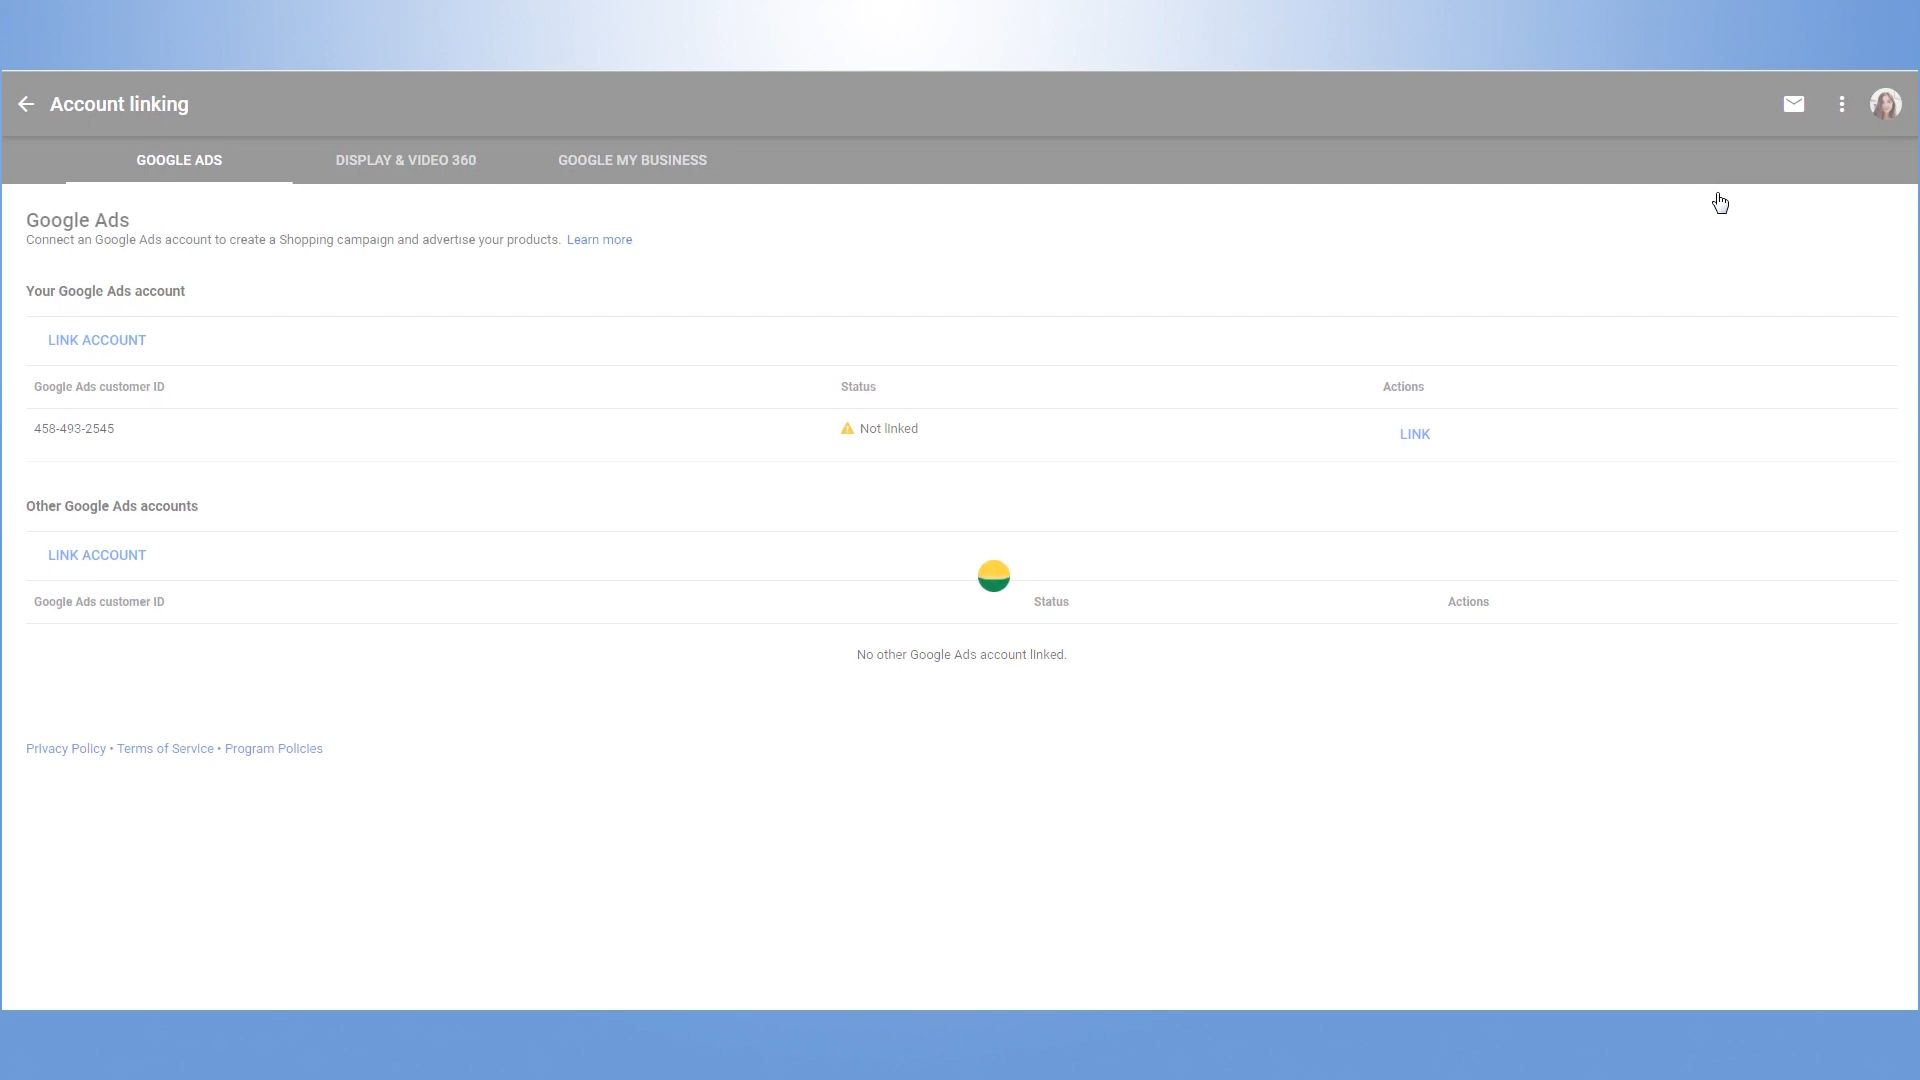 Account linking
GOOGLE ADS DISPLAY & VIDEO 360 GOOGLE MY BUSINESS
Google Ads
Connect an Google Ads account to create a Shopping campaign and advertise your products. Learn more
Your Google Ads account
LINK ACCOUNT
Google Ads customer ID Status Actions
458-493-2545 Not linked LINK
Other Google Ads accounts
LINK ACCOUNT
Google Ads customer ID Status Actions
No other Google Ads account linked.
Privacy Policy • Terms of Service • Program Policies